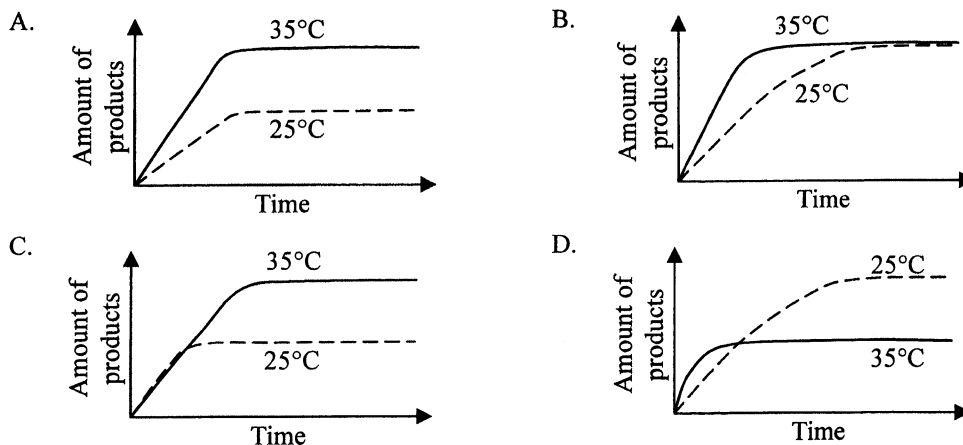 A.
Amount of
products
35°C
25°C
Time
B.
Amount of
products
35°C
25°C
Time
C.
Amount of
products
35°C
25°C
Time
D.
Amount of
products
25°C
35°C
Time